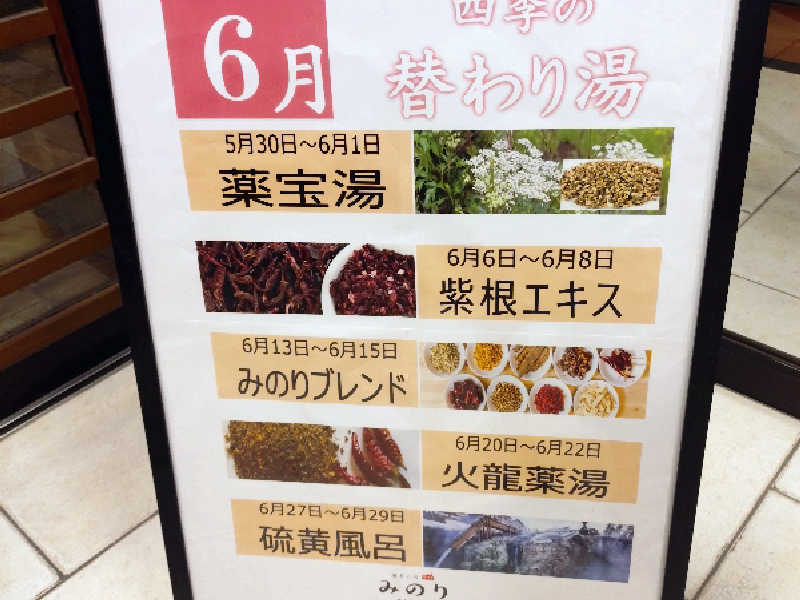 6月
四季の
替わり湯
5月30日～6月1日
薬宝湯
6月6日～6月8日
紫根エキス
6月13日～6月15日
みのりブレンド
6月20日～6月22日
火龍薬湯
6月27日～6月29日
硫黄風呂
みのり